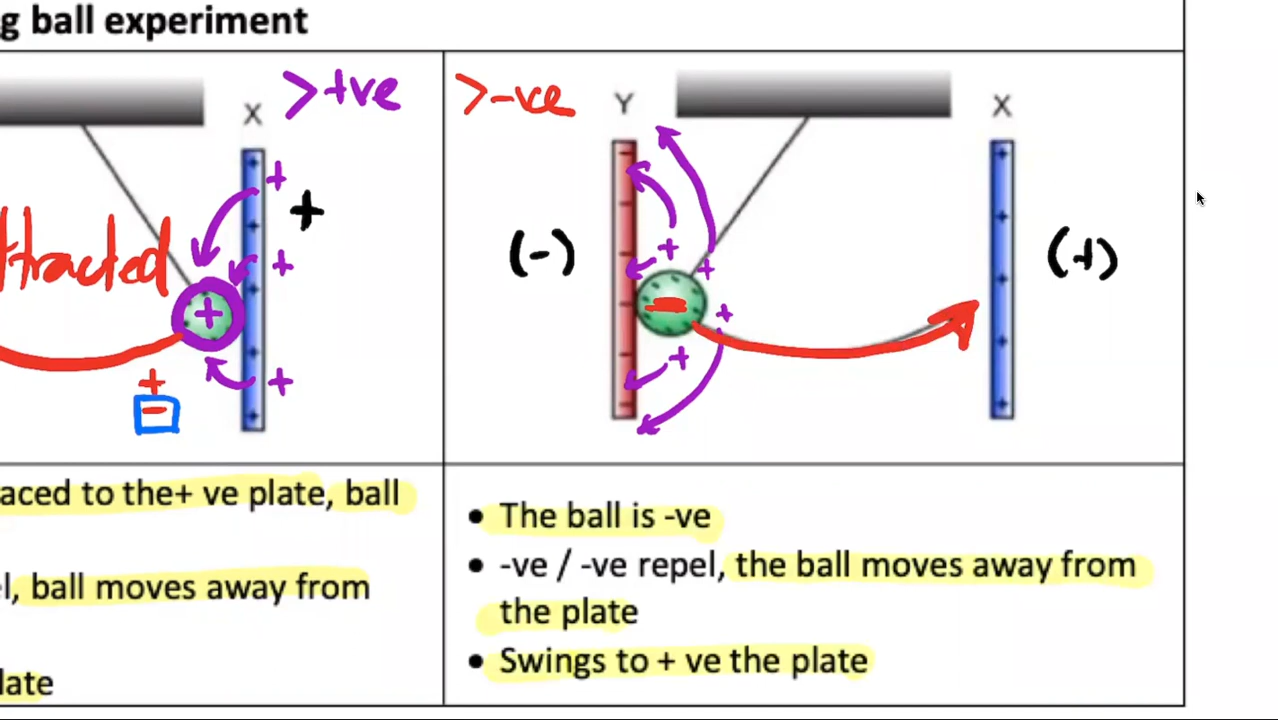 g ball experiment
X
>+ve
+
+
+
+
+
ttracted
+
-
>-ve
Y
X
(-)
(+)
+
+
+
+
-
aced to the+ ve plate, ball
el, ball moves away from
late
• The ball is -ve
• -ve / -ve repel, the ball moves away from
the plate
• Swings to + ve the plate